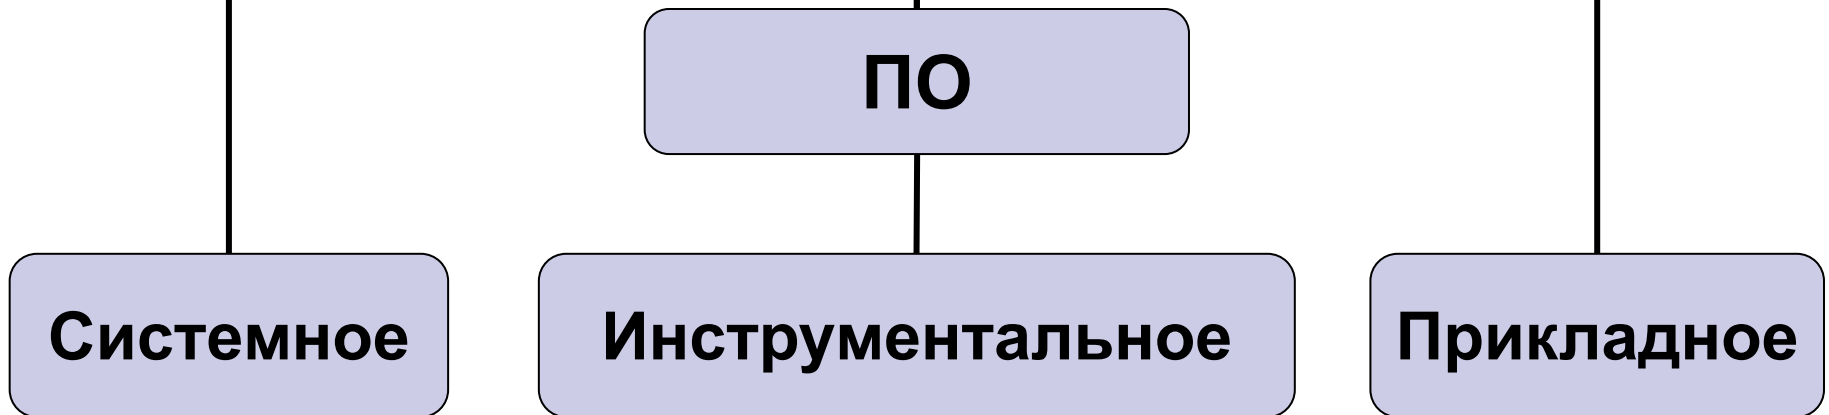 ПО
Системное
Инструментальное
Прикладное